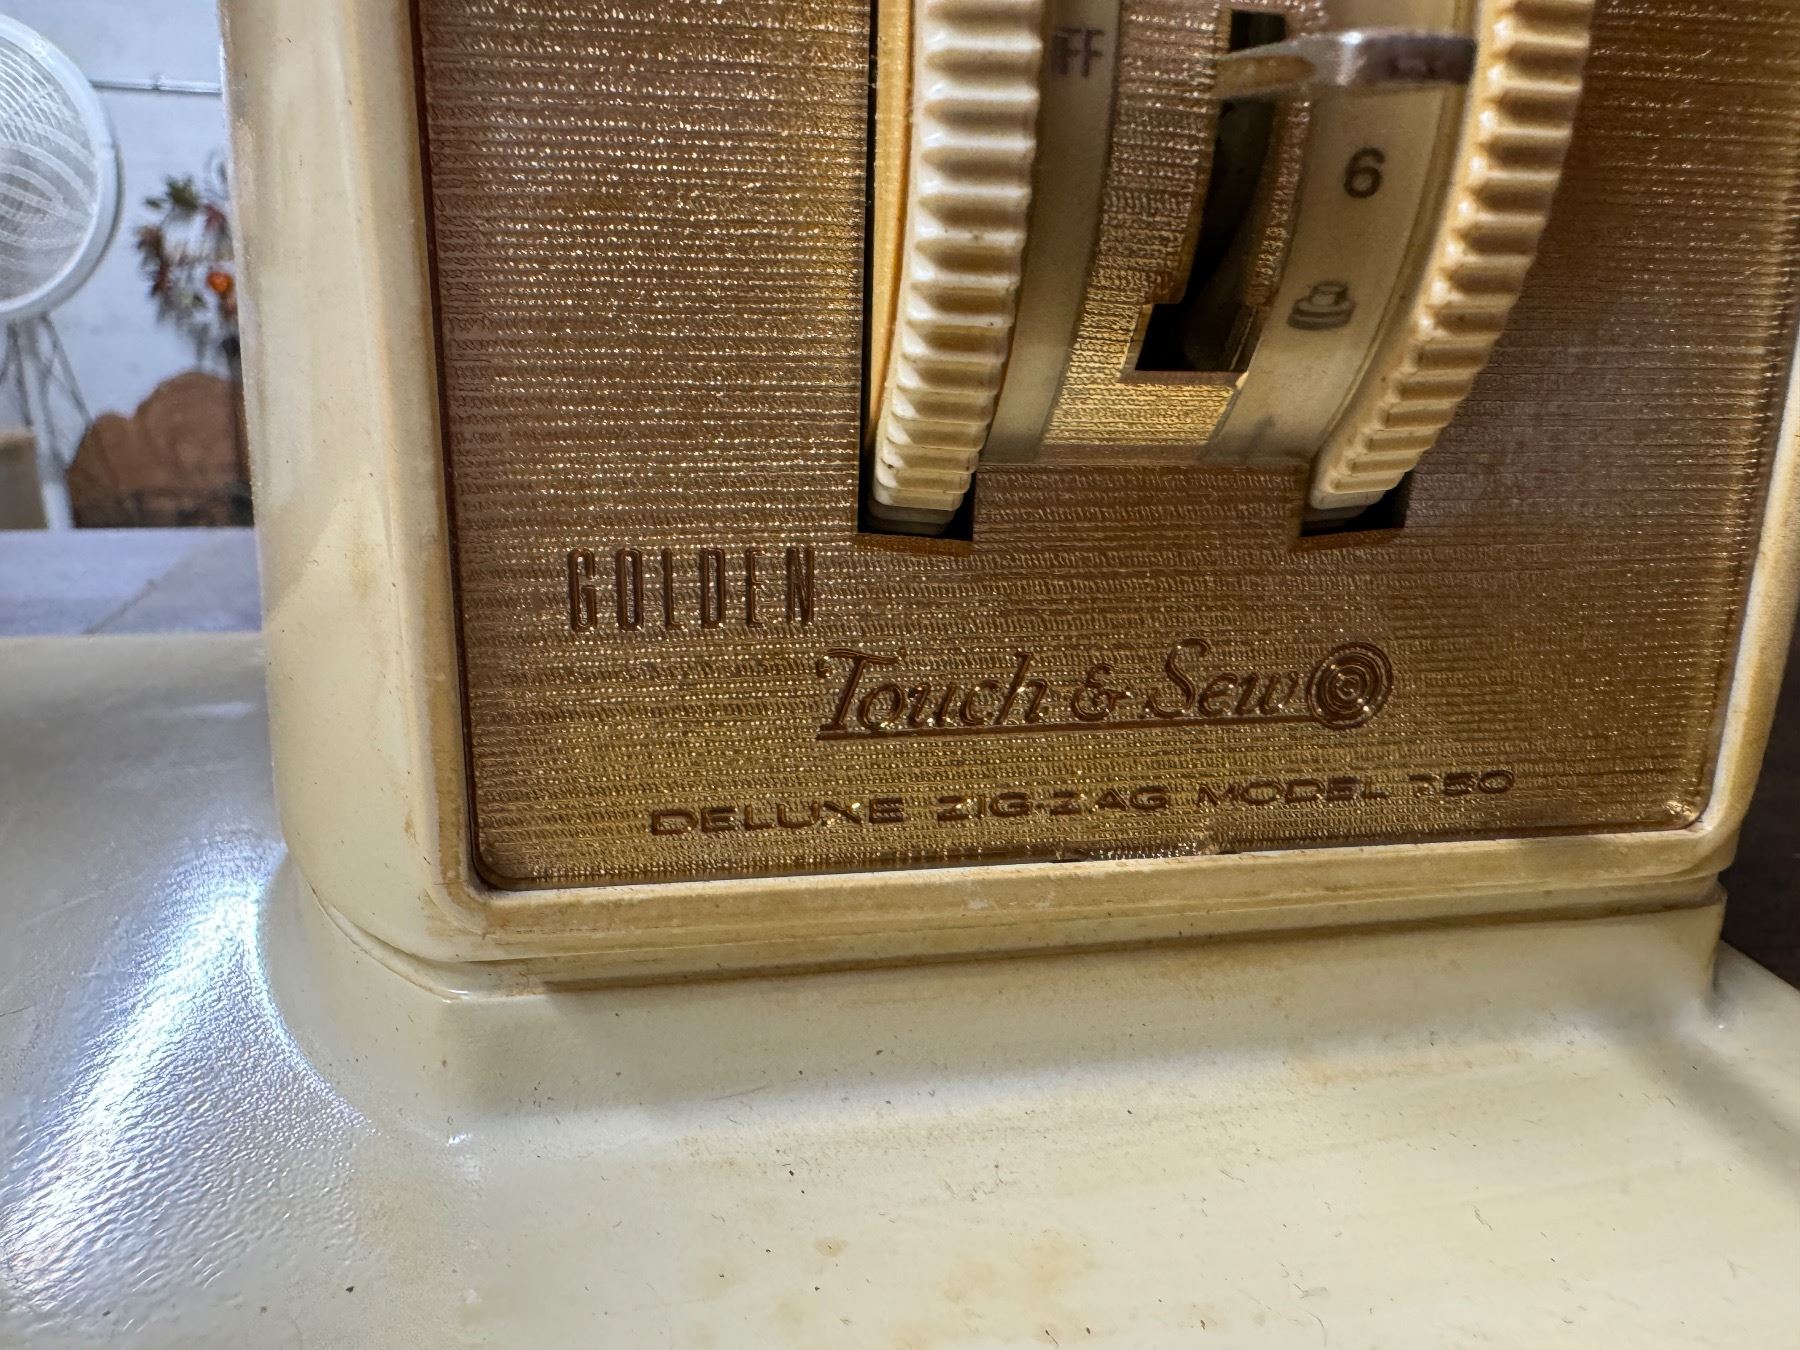 FF
6
GOLDEN
Touch & Sew
DELUXE ZIG-ZAG MODEL 750